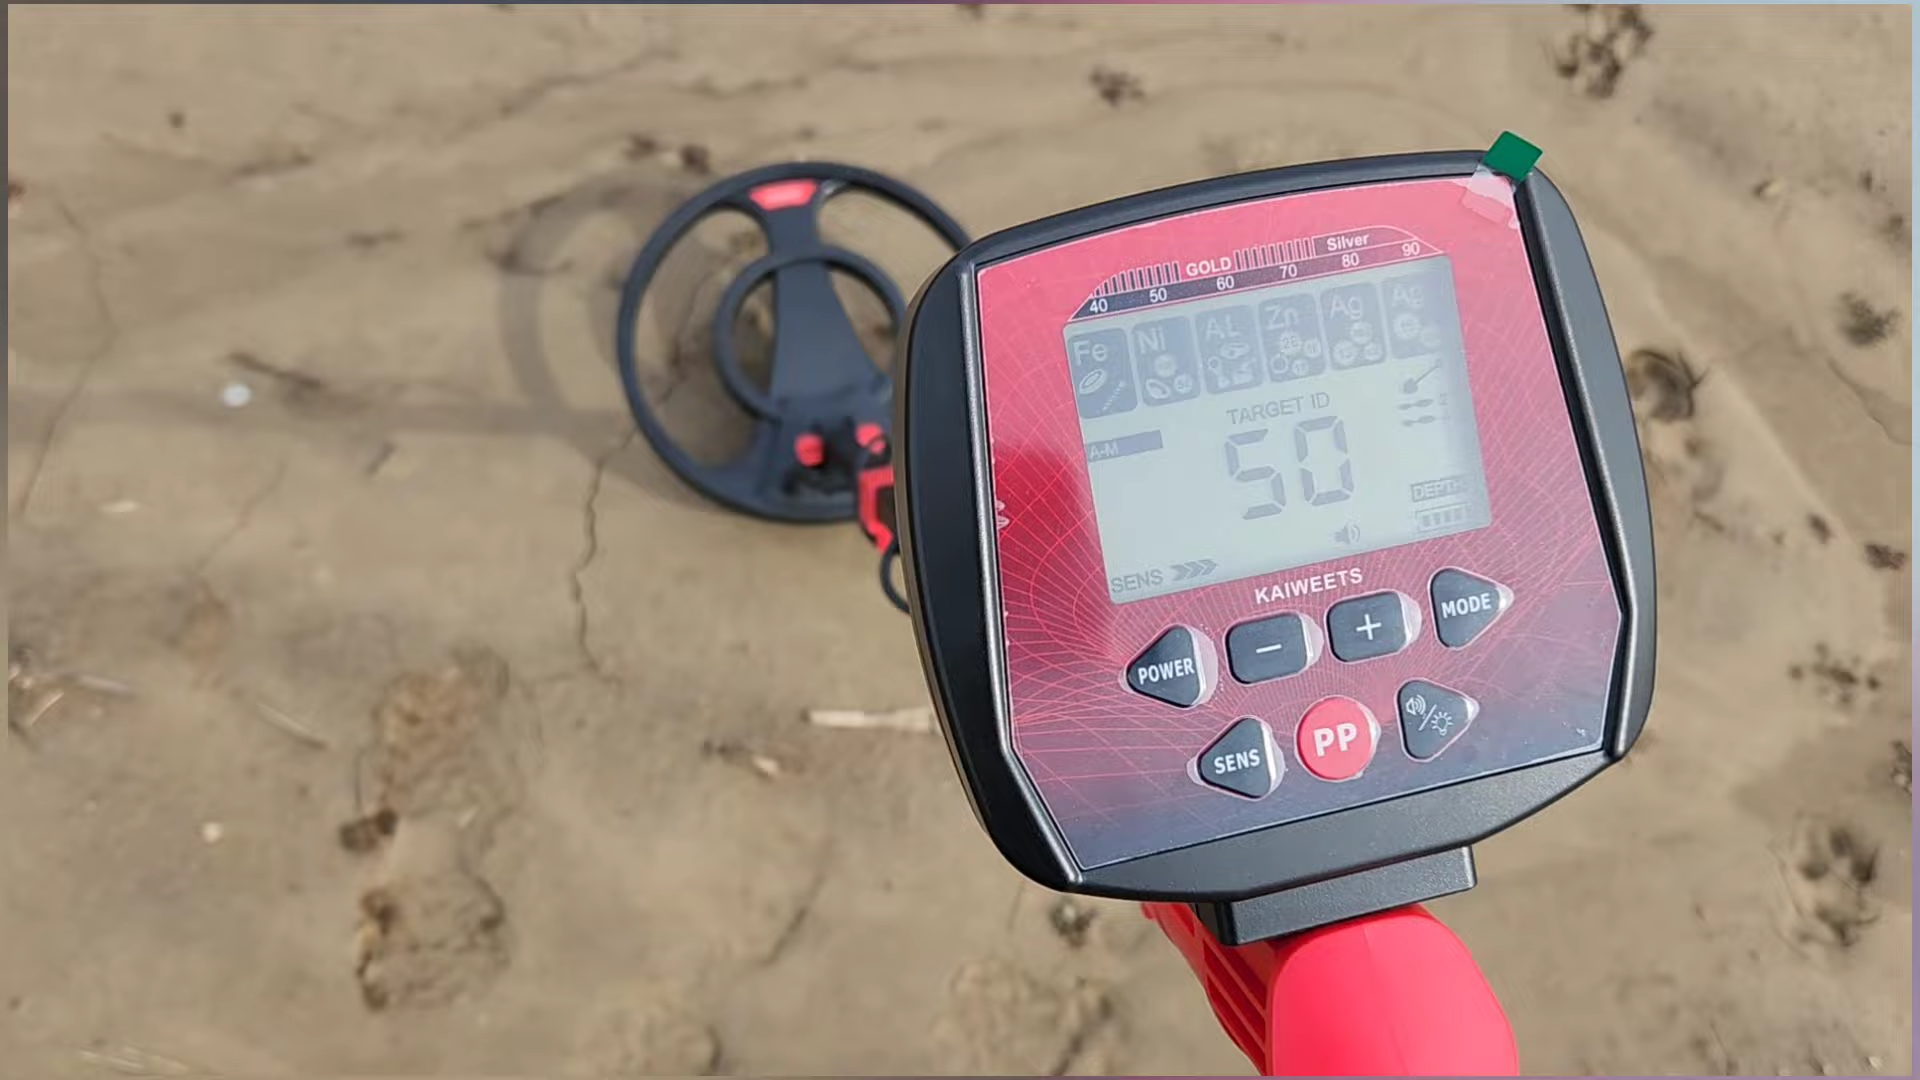 GOLD Silver
40 50 60 70 80 90
Fe Ni AL Zn Ag Ag
TARGET ID
A-M
50
DEPTH
SENS
KAIWEETS
POWER − + MODE
SENS PP